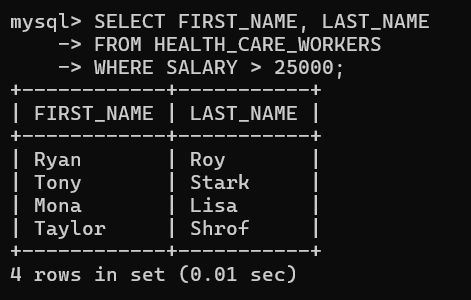 mysql> SELECT FIRST_NAME, LAST_NAME
    -> FROM HEALTH_CARE_WORKERS
    -> WHERE SALARY > 25000;
+------------+-----------+
| FIRST_NAME | LAST_NAME |
+------------+-----------+
| Ryan       | Roy       |
| Tony       | Stark     |
| Mona       | Lisa      |
| Taylor     | Shrof     |
+------------+-----------+
4 rows in set (0.01 sec)